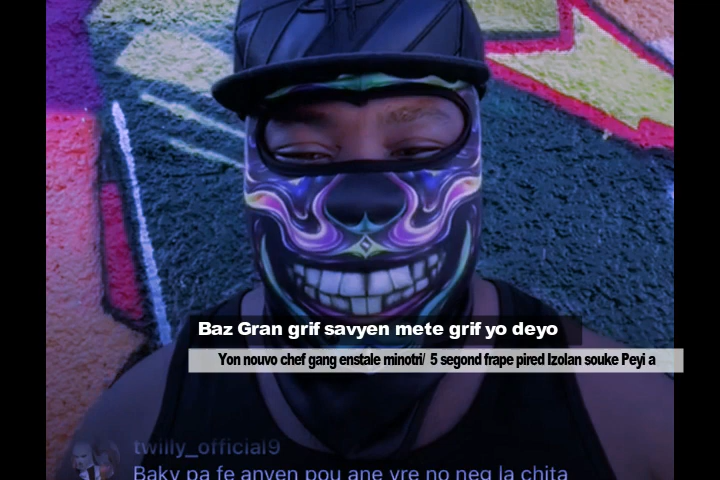 Baz Gran grif savyen mete grif yo deyo
Yon nouvo chef gang enstale minotri/ 5 segond frape pired Izolan souke Peyi a
twilly_official9
Baky pa fe anyen pou ane yre no neg la chita